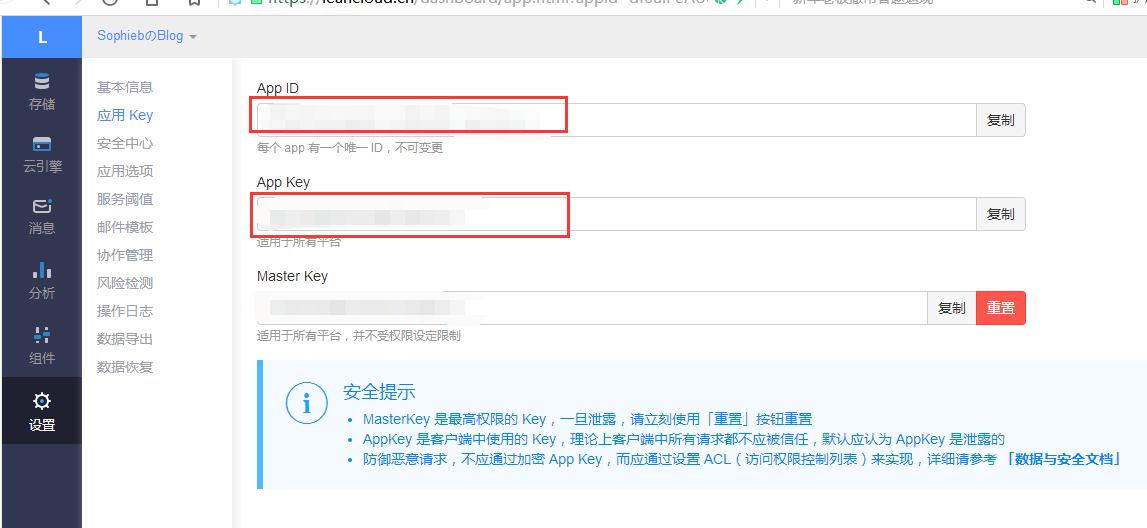 L
SophiebのBlog
存储
云引擎
消息
分析
组件
设置
基本信息
应用 Key
安全中心
应用选项
服务阈值
邮件模板
协作管理
风险检测
操作日志
数据导出
数据恢复
App ID
复制
每个 app 有一个唯一 ID，不可变更
App Key
复制
适用于所有平台
Master Key
复制
重置
适用于所有平台，并不受权限设定限制
安全提示
MasterKey 是最高权限的 Key，一旦泄露，请立刻使用「重置」按钮重置
AppKey 是客户端中使用的 Key，理论上客户端中所有请求都不应被信任，默认应认为 AppKey 是泄露的
防御恶意请求，不应通过加密 App Key，而应通过设置 ACL（访问权限控制列表）来实现，详细请参考 「数据与安全文档」